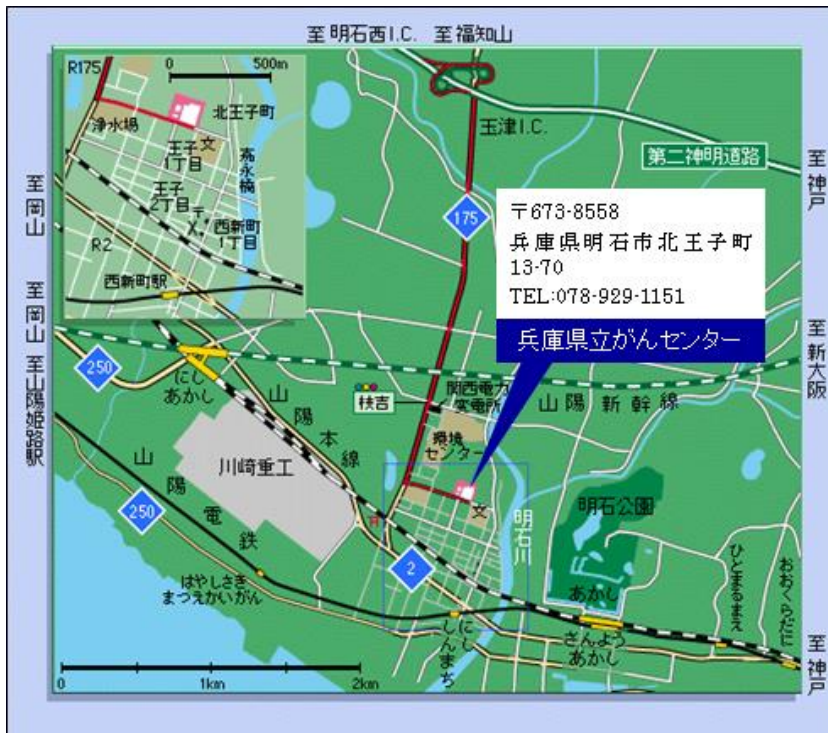 至明石西I.C. 至福知山
R175
0 500m
北王子町
浄水場
文
王子
1丁目
嘉永橋
王子
2丁目
〒
西新町
1丁目
R2
西新町駅
玉津I.C.
第二神明道路
至神戸
至岡山
175
〒673-8558
兵庫県明石市北王子町
13-70
TEL:078-929-1151
兵庫県立がんセンター
至岡山
至山陽姫路駅
至新大阪
250
にし
あかし
山陽本線
枝吉
関西電力
変電所
山陽新幹線
環境
センター
川崎重工
山陽電鉄
250
文
明石川
明石公園
2
ひとまるまえ
おおくらだに
はやしさき
まつえかいがん
あかし
さんよう
あかし
にし
しんまち
至神戸
0 1km 2km